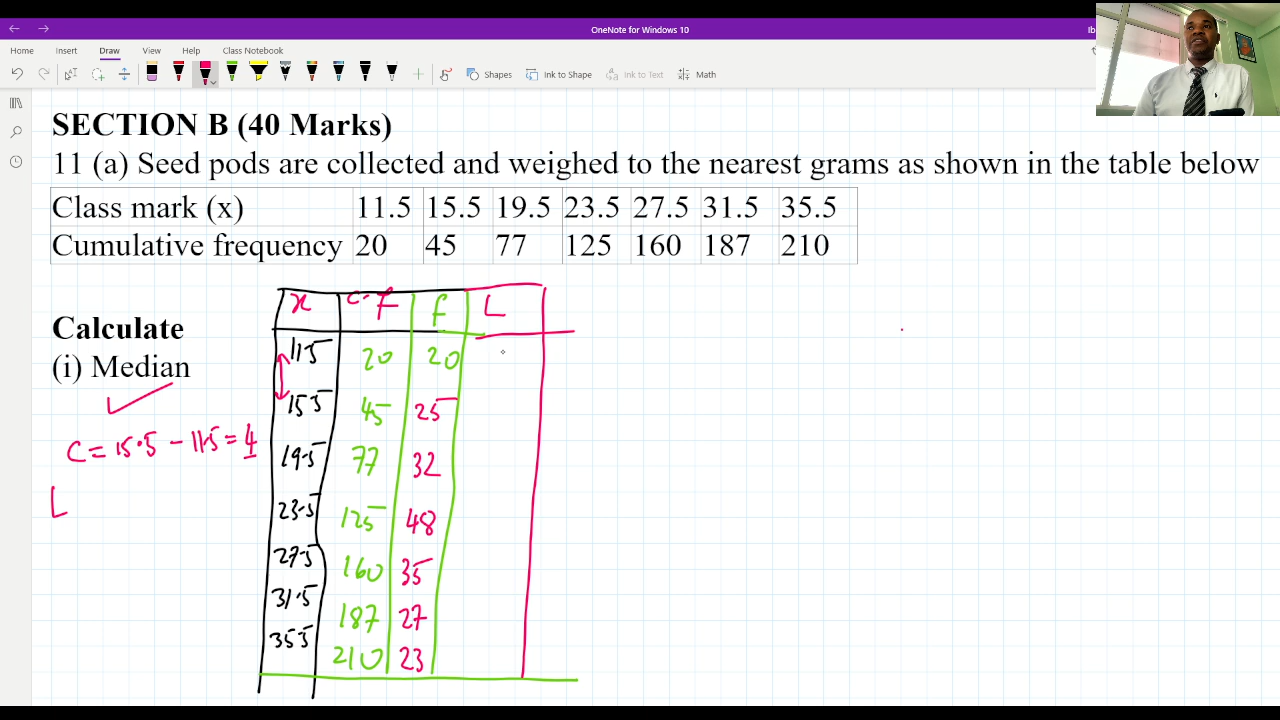 OneNote for Windows 10
Home Insert Draw View Help Class Notebook
Shapes Ink to Shape Ink to Text Math
SECTION B (40 Marks)
11 (a) Seed pods are collected and weighed to the nearest grams as shown in the table below
Class mark (x) 11.5 15.5 19.5 23.5 27.5 31.5 35.5
Cumulative frequency 20 45 77 125 160 187 210
Calculate
(i) Median
C = 15.5 - 11.5 = 4
L
x c.f f L
11.5 20 20
15.5 45 25
19.5 77 32
23.5 125 48
27.5 160 35
31.5 187 27
35.5 210 23